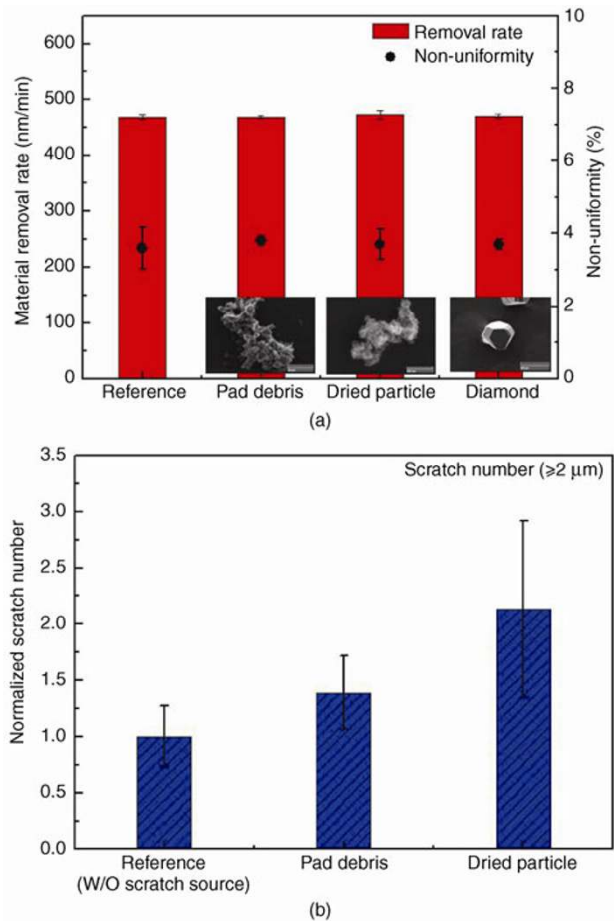 650
600
500
400
300
200
100
0
10
8
6
4
2
0
Material removal rate (nm/min)
Non-uniformity (%)
Removal rate
Non-uniformity
Reference
Pad debris
Dried particle
Diamond
(a)
3.5
3.0
2.5
2.0
1.5
1.0
0.5
0.0
Normalized scratch number
Scratch number (⩾2 μm)
Reference
(W/O scratch source)
Pad debris
Dried particle
(b)